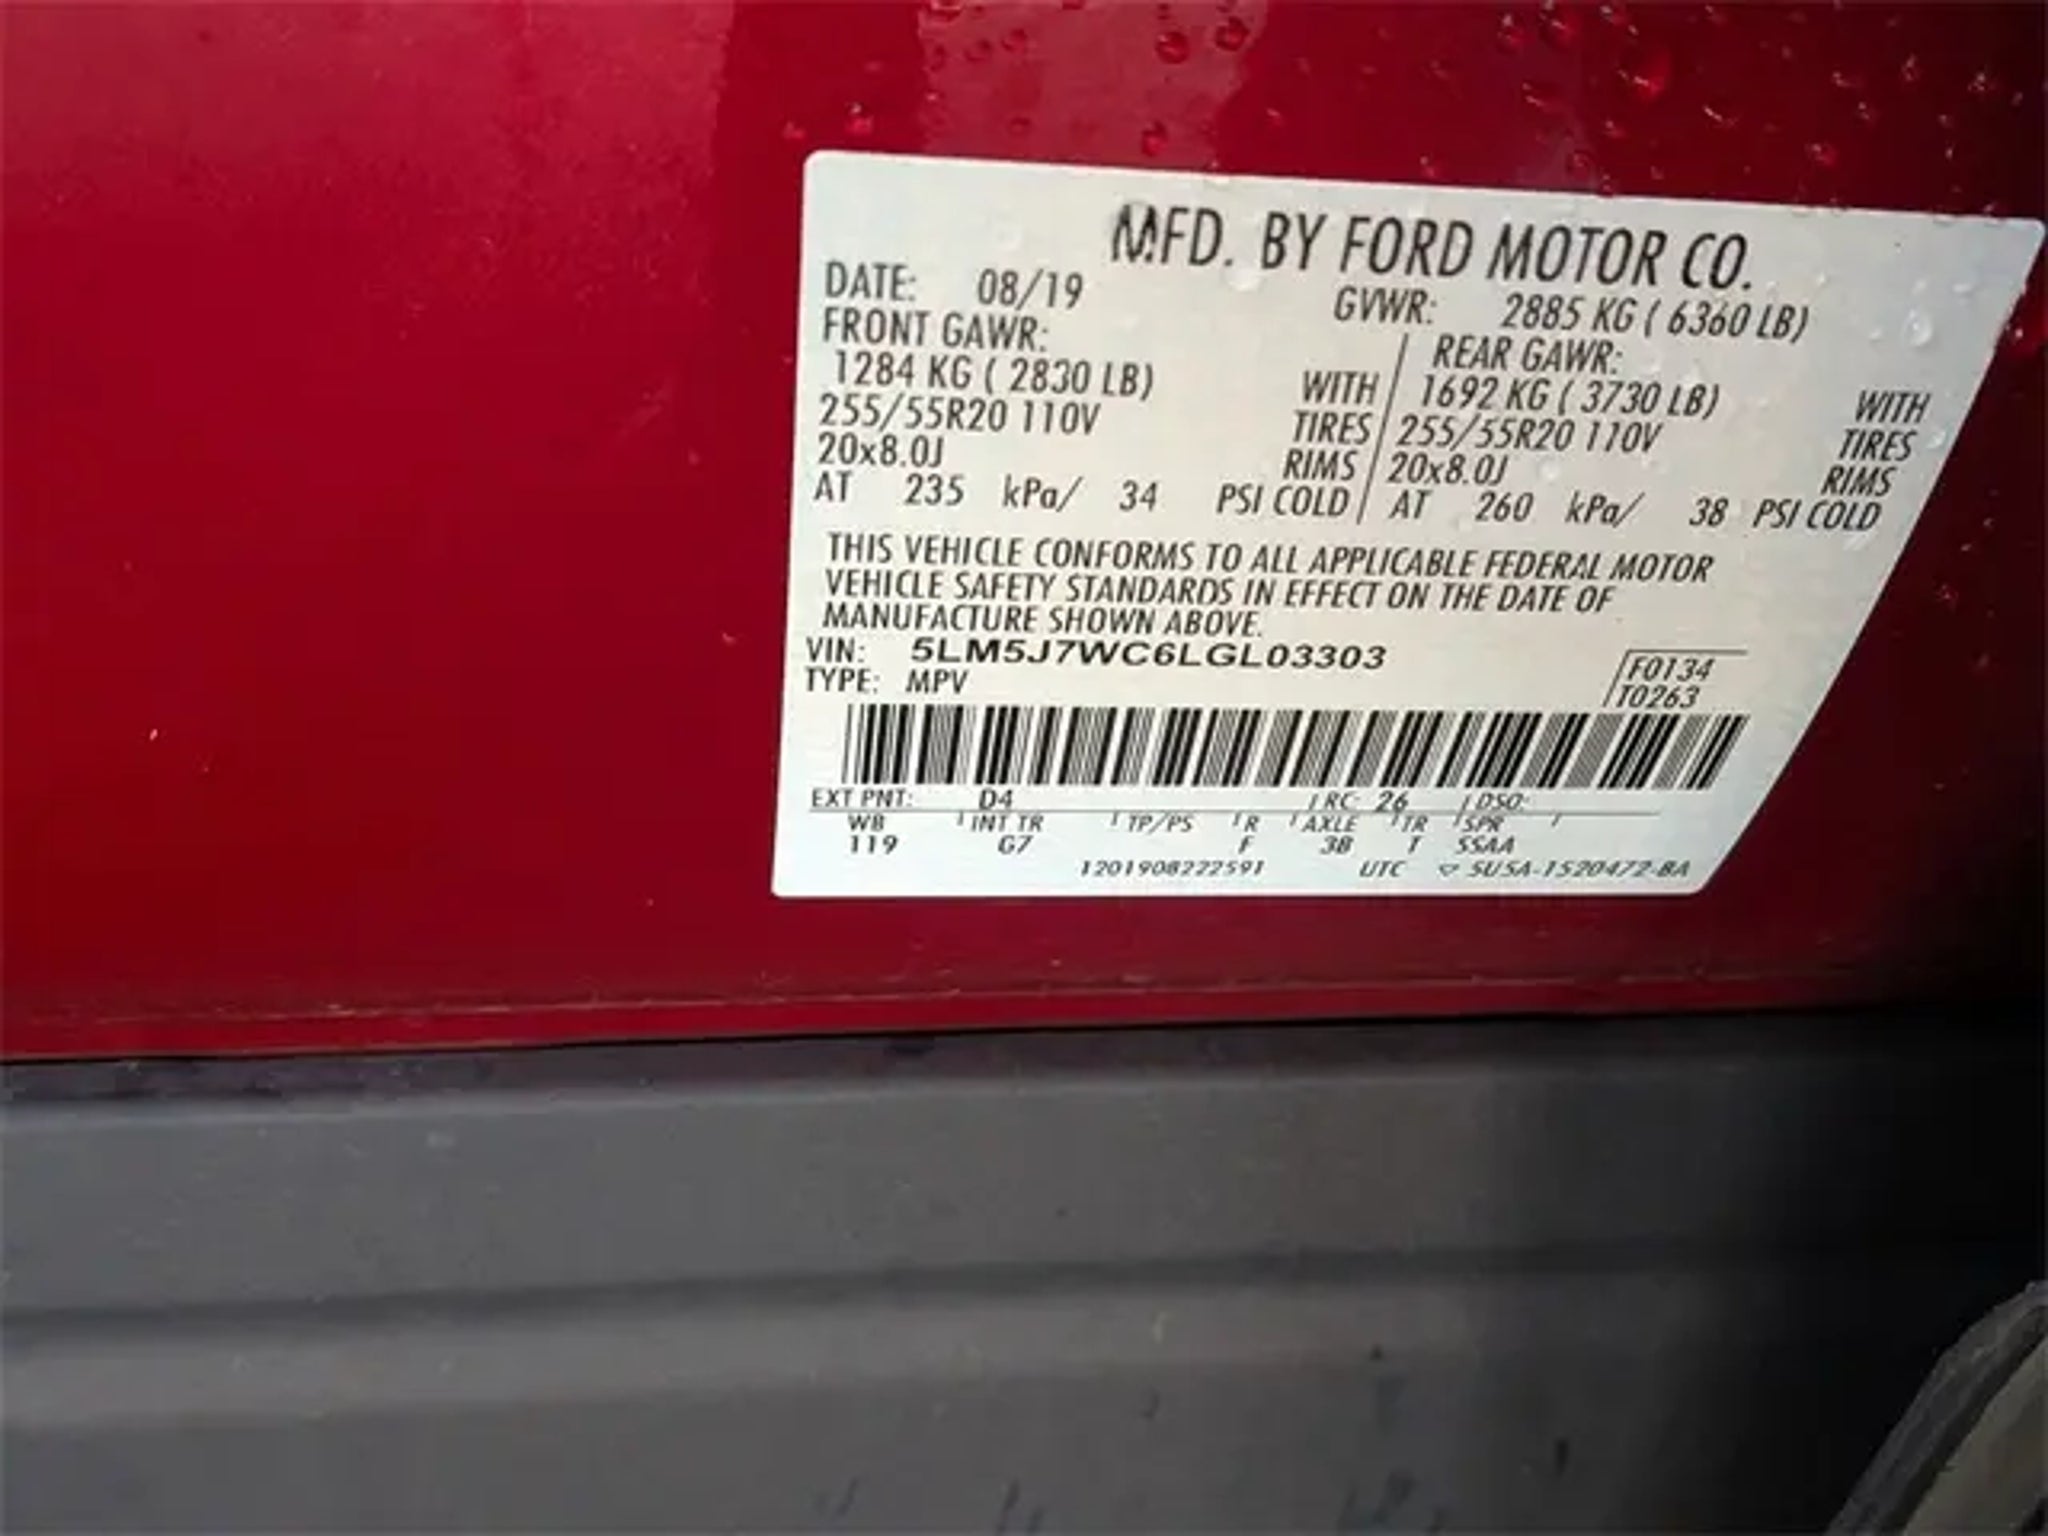 MFD. BY FORD MOTOR CO.
DATE: 08/19 GVWR: 2885 KG ( 6360 LB)
FRONT GAWR: REAR GAWR:
1284 KG ( 2830 LB) WITH 1692 KG ( 3730 LB) WITH
255/55R20 110V TIRES 255/55R20 110V TIRES
20x8.0J RIMS 20x8.0J RIMS
AT 235 kPa/ 34 PSI COLD AT 260 kPa/ 38 PSI COLD
THIS VEHICLE CONFORMS TO ALL APPLICABLE FEDERAL MOTOR
VEHICLE SAFETY STANDARDS IN EFFECT ON THE DATE OF
MANUFACTURE SHOWN ABOVE.
VIN: 5LM5J7WC6LGL03303 F0134
TYPE: MPV T0263
EXT PNT: D4 RC: 26 DSO:
WB INT TR TP/PS R AXLE TR SPR
119 G7 F 3B T SSAA
1201908222591 UTC 5U5A-1520472-BA